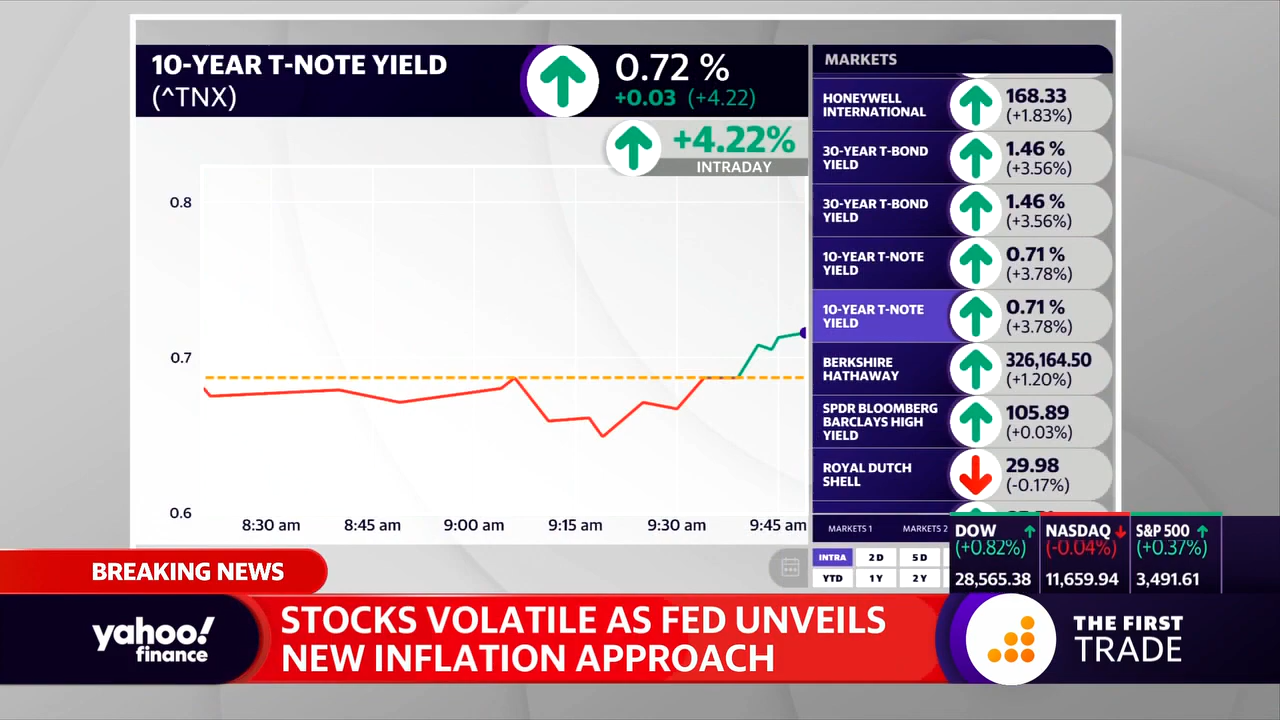 10-YEAR T-NOTE YIELD
(^TNX)
0.72 %
+0.03 (+4.22)
+4.22%
INTRADAY
0.8
0.7
0.6
8:30 am 8:45 am 9:00 am 9:15 am 9:30 am 9:45 am
MARKETS
HONEYWELL
INTERNATIONAL
168.33
(+1.83%)
30-YEAR T-BOND
YIELD
1.46 %
(+3.56%)
30-YEAR T-BOND
YIELD
1.46 %
(+3.56%)
10-YEAR T-NOTE
YIELD
0.71 %
(+3.78%)
10-YEAR T-NOTE
YIELD
0.71 %
(+3.78%)
BERKSHIRE
HATHAWAY
326,164.50
(+1.20%)
SPDR BLOOMBERG
BARCLAYS HIGH
YIELD
105.89
(+0.03%)
ROYAL DUTCH
SHELL
29.98
(-0.17%)
MARKETS 1 MARKETS 2
INTRA 2 D 5 D
YTD 1 Y 2 Y
DOW
(+0.82%)
28,565.38
NASDAQ
(-0.04%)
11,659.94
S&P 500
(+0.37%)
3,491.61
BREAKING NEWS
yahoo!
finance
STOCKS VOLATILE AS FED UNVEILS
NEW INFLATION APPROACH
THE FIRST
TRADE